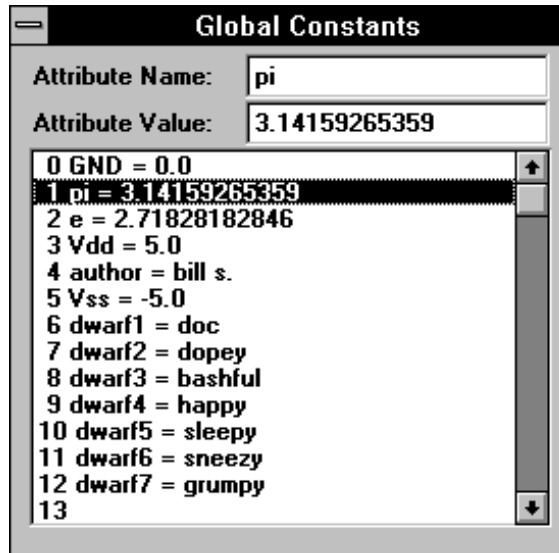 Global Constants
Attribute Name: pi
Attribute Value: 3.14159265359
0 GND = 0.0
1 pi = 3.14159265359
2 e = 2.71828182846
3 Vdd = 5.0
4 author = bill s.
5 Vss = -5.0
6 dwarf1 = doc
7 dwarf2 = dopey
8 dwarf3 = bashful
9 dwarf4 = happy
10 dwarf5 = sleepy
11 dwarf6 = sneezy
12 dwarf7 = grumpy
13